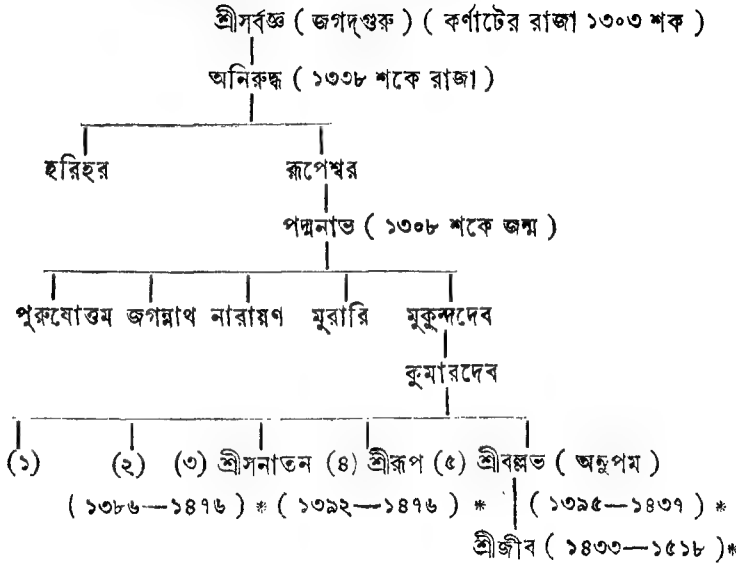 শ্রীসর্বজ্ঞ ( জগদ্গুরু ) ( কর্ণাটের রাজা ১৩০৩ শক )
অনিরুদ্ধ ( ১৩৩৮ শকে রাজা )
হরিহর রূপেশ্বর
পদ্মনাভ ( ১৩০৮ শকে জন্ম )
পুরুষোত্তম জগন্নাথ নারায়ণ মুরারি মুকুন্দদেব
কুমারদেব
(১) (২) (৩) শ্রীসনাতন (৪) শ্রীরূপ (৫) শ্রীবল্লভ ( অনুপম )
( ১৩৮৬—১৪৭৬ ) * ( ১৩৯২—১৪৭৬ ) * ( ১৩৯৫—১৪৩৭ ) *
শ্রীজীব ( ১৪৩৩—১৫১৮ )*